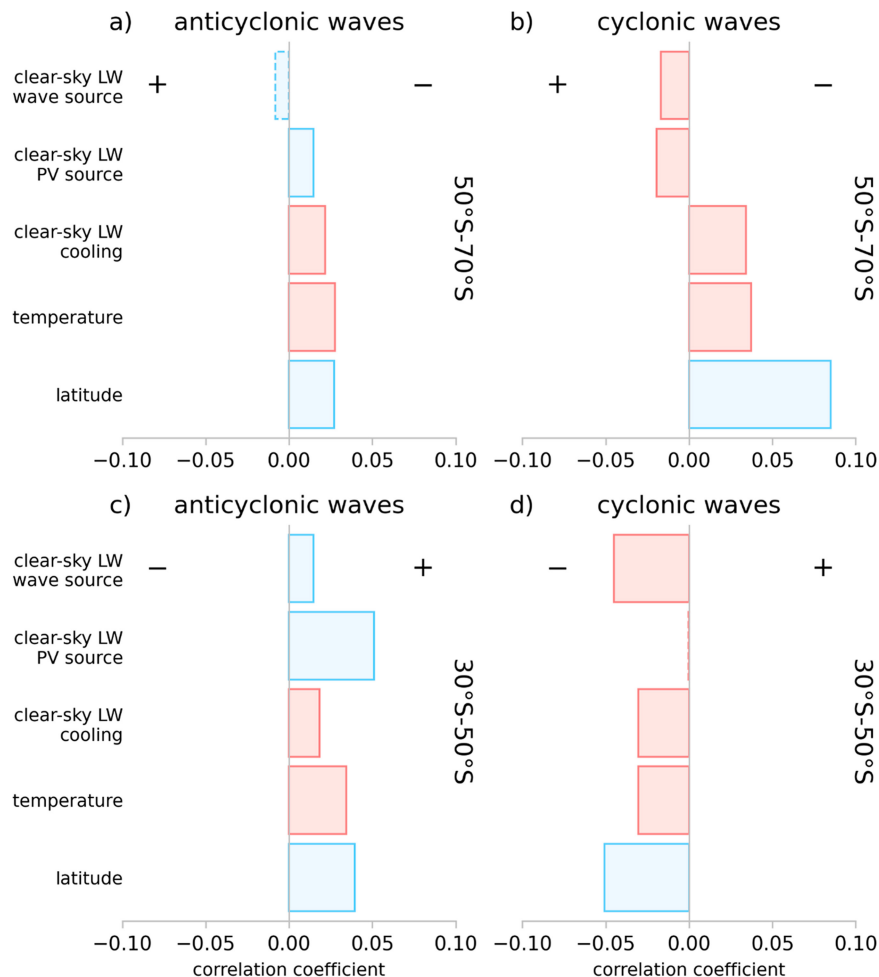 a) anticyclonic waves
clear-sky LW
wave source
+ −
clear-sky LW
PV source
clear-sky LW
cooling
temperature
latitude
50°S-70°S
−0.10 −0.05 0.00 0.05 0.10
b) cyclonic waves
+ −
50°S-70°S
−0.10 −0.05 0.00 0.05 0.10
c) anticyclonic waves
clear-sky LW
wave source
− +
clear-sky LW
PV source
clear-sky LW
cooling
temperature
latitude
30°S-50°S
−0.10 −0.05 0.00 0.05 0.10
correlation coefficient
d) cyclonic waves
− +
30°S-50°S
−0.10 −0.05 0.00 0.05 0.10
correlation coefficient